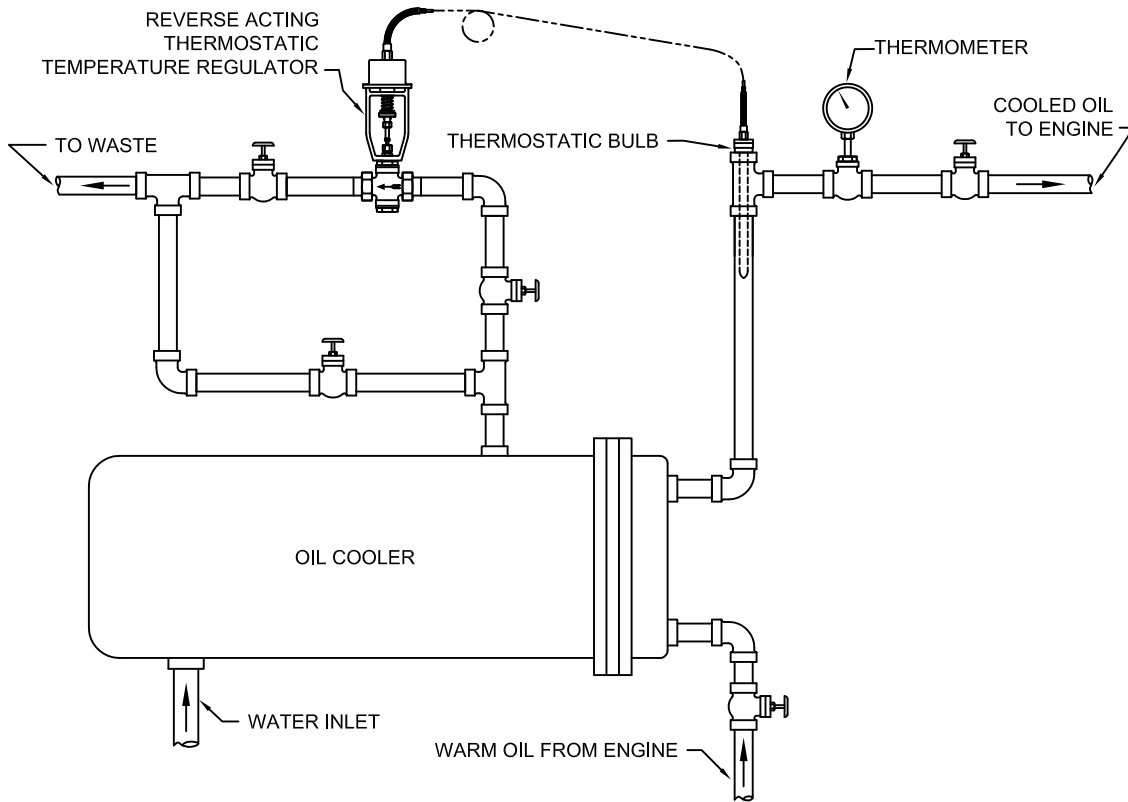 REVERSE ACTING
THERMOSTATIC
TEMPERATURE REGULATOR
THERMOMETER
COOLED OIL
TO ENGINE
TO WASTE
THERMOSTATIC BULB
OIL COOLER
WATER INLET
WARM OIL FROM ENGINE